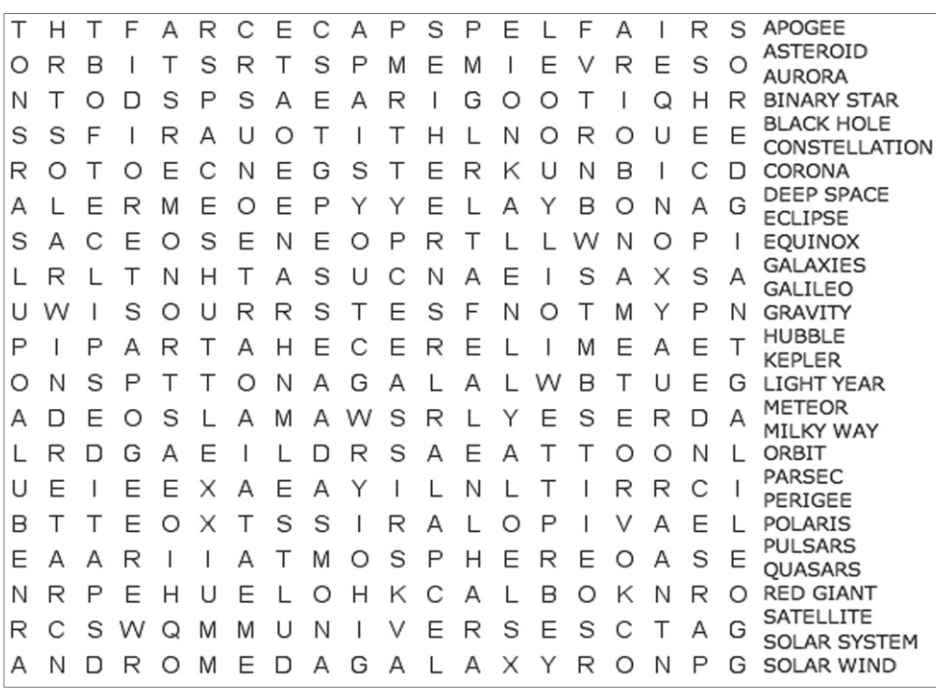 T H T F A R C E C A P S P E L F A I R S APOGEE
ASTEROID
O R B I T S R T S P M E M I E V R E S O
AURORA
N T O D S P S A E A R I G O O T I Q H R BINARY STAR
BLACK HOLE
S S F I R A U O T I T H L N O R O U E E
CONSTELLATION
R O T O E C N E G S T E R K U N B I C D CORONA
DEEP SPACE
A L E R M E O E P Y Y E L A Y B O N A G
ECLIPSE
S A C E O S E N E O P R T L L W N O P I EQUINOX
GALAXIES
L R L T N H T A S U C N A E I S A X S A
GALILEO
U W I S O U R R S T E S F N O T M Y P N GRAVITY
HUBBLE
P I P A R T A H E C E R E L I M E A E T
KEPLER
O N S P T T O N A G A L A L W B T U E G LIGHT YEAR
METEOR
A D E O S L A M A W S R L Y E S E R D A
MILKY WAY
L R D G A E I L D R S A E A T T O O N L ORBIT
PARSEC
U E I E E X A E A Y I L N L T I R R C I
PERIGEE
B T T E O X T S S I R A L O P I V A E L POLARIS
PULSARS
E A A R I I A T M O S P H E R E O A S E
QUASARS
N R P E H U E L O H K C A L B O K N R O RED GIANT
SATELLITE
R C S W Q M M U N I V E R S E S C T A G
SOLAR SYSTEM
A N D R O M E D A G A L A X Y R O N P G SOLAR WIND